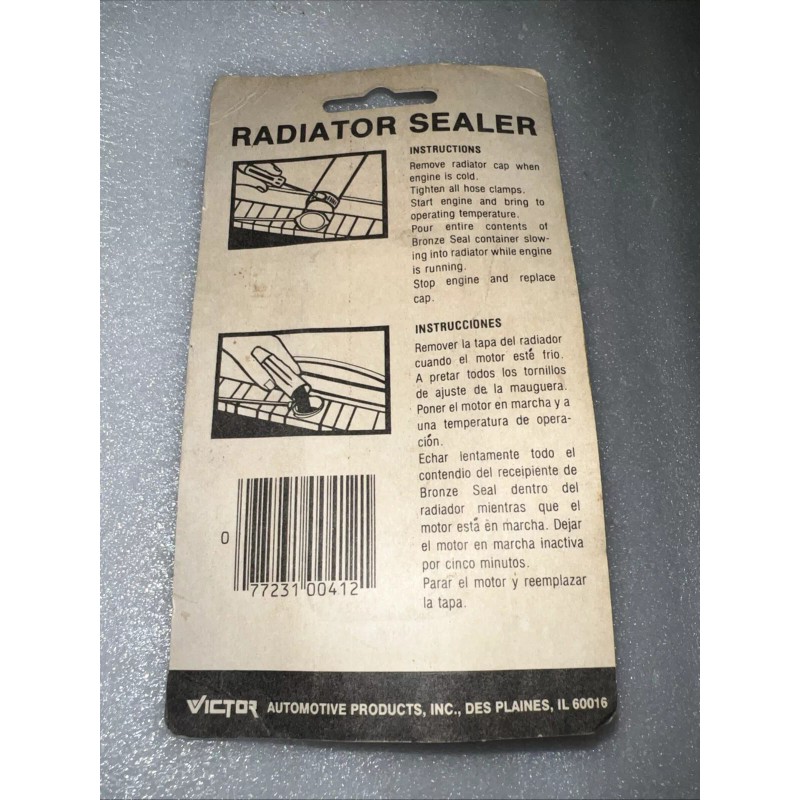 RADIATOR SEALER
INSTRUCTIONS
Remove radiator cap when
engine is cold.
Tighten all hose clamps.
Start engine and bring to
operating temperature.
Pour entire contents of
Bronze Seal container slow-
ing into radiator while engine
is running.
Stop engine and replace
cap.
INSTRUCCIONES
Remover la tapa del radiador
cuando el motor esté frio.
A pretar todos los tornillos
de ajuste de la mauguera.
Poner el motor en marcha y a
una temperatura de opera-
ción.
Echar lentamente todo el
contendio del receipiente de
Bronze Seal dentro del
radiador mientras que el
motor está en marcha. Dejar
el motor en marcha inactiva
por cinco minutos.
Parar el motor y reemplazar
la tapa.
0 77231 00412
VICTOR AUTOMOTIVE PRODUCTS, INC., DES PLAINES, IL 60016